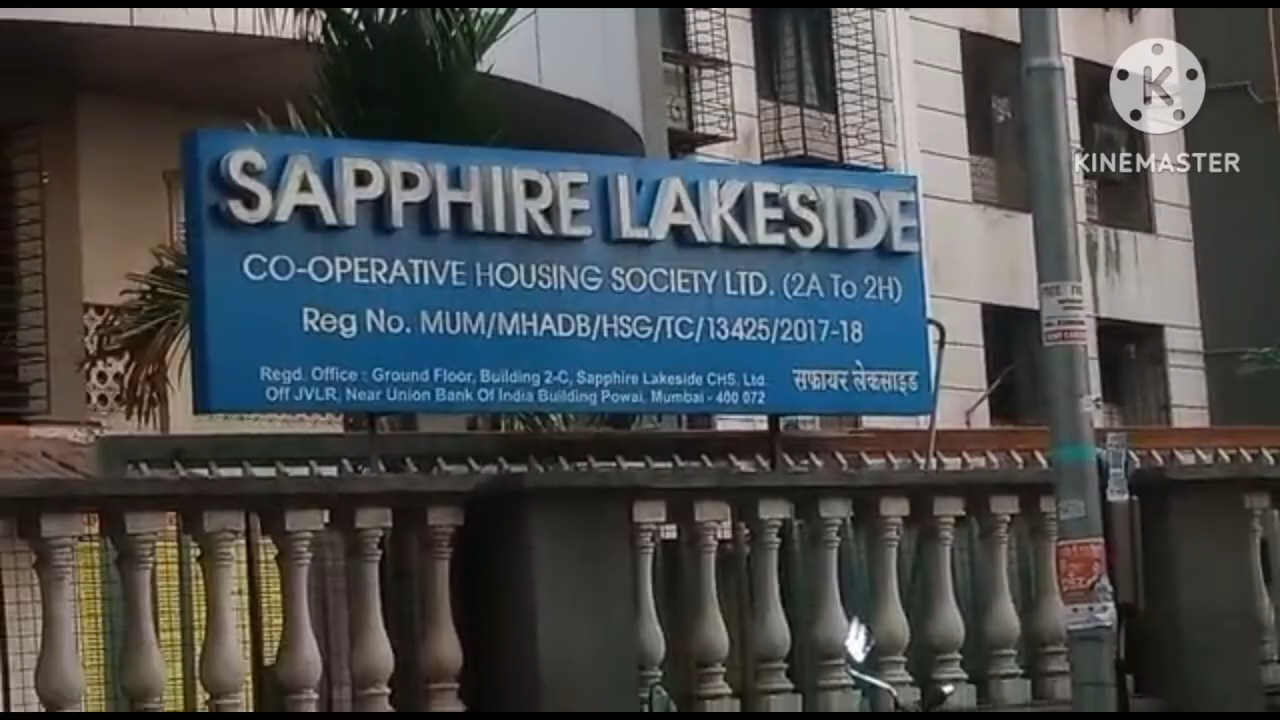 SAPPHIRE LAKESIDE
CO-OPERATIVE HOUSING SOCIETY LTD. (2A To 2H)
Reg No. MUM/MHADB/HSG/TC/13425/2017-18
Regd. Office : Ground Floor, Building 2-C, Sapphire Lakeside CHS, Ltd.
Off JVLR, Near Union Bank Of India Building Powai, Mumbai - 400 072
सफायर लेकसाइड
K
KINEMASTER